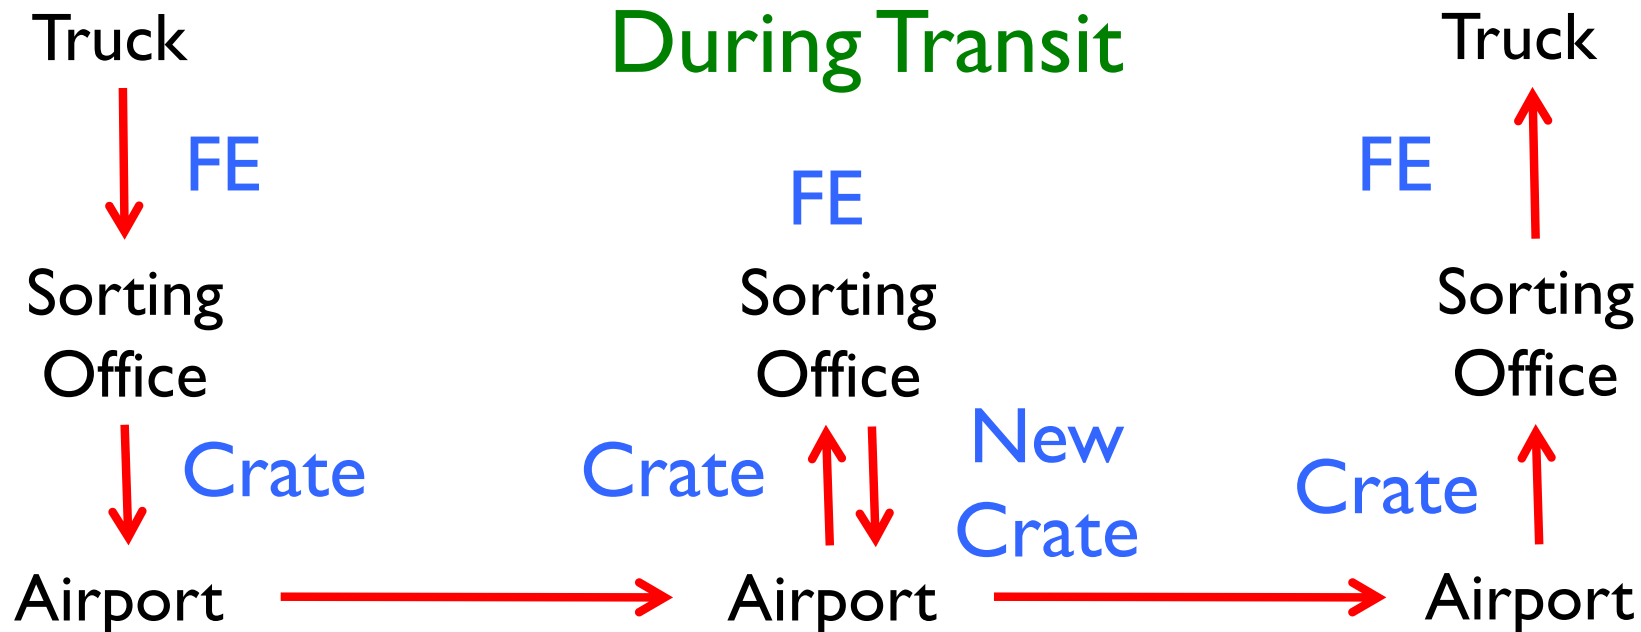 During Transit
Truck
FE
Sorting
Office
Crate
Airport
FE
Sorting
Office
Crate
New
Crate
Airport
Truck
FE
Sorting
Office
Crate
Airport